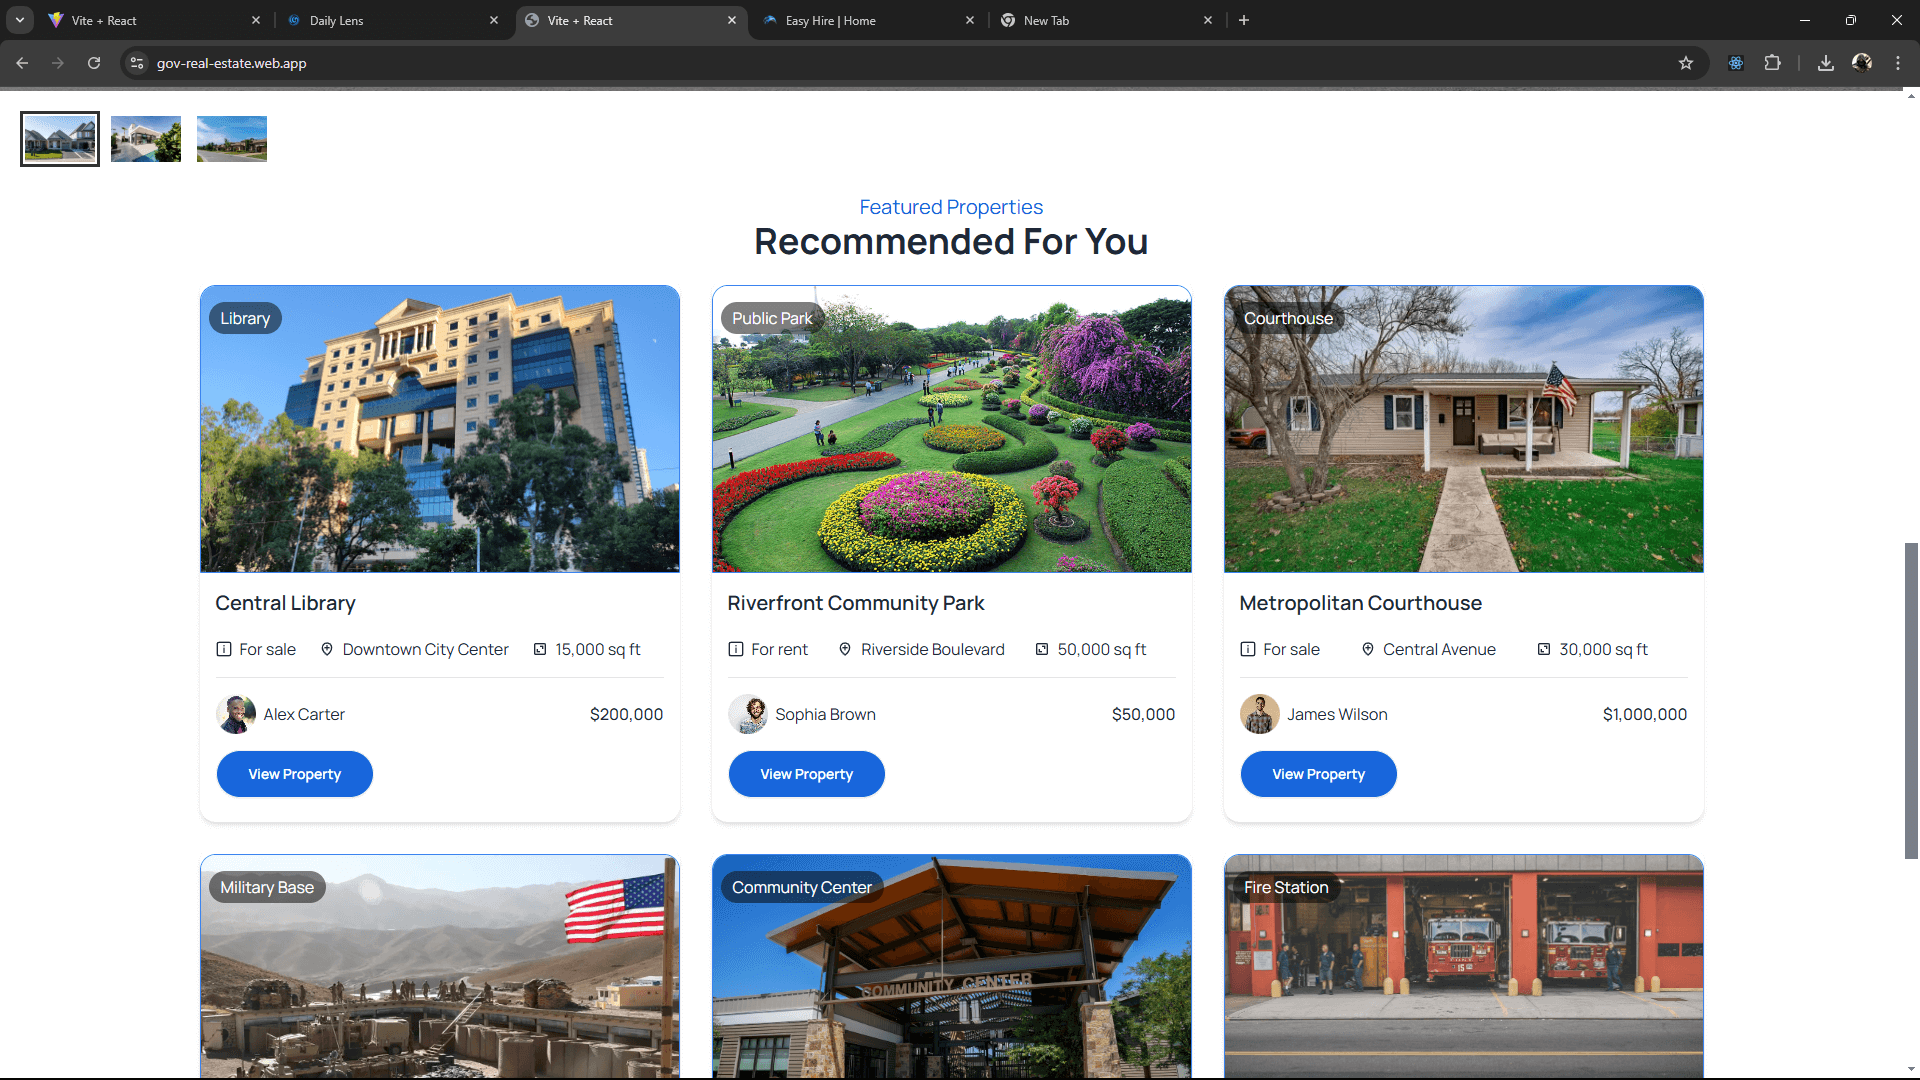 Vite + React
Daily Lens
Vite + React
Easy Hire | Home
New Tab
gov-real-estate.web.app
Featured Properties
Recommended For You
Library
Public Park
Courthouse
Central Library
For sale
Downtown City Center
15,000 sq ft
Alex Carter
$200,000
View Property
Riverfront Community Park
For rent
Riverside Boulevard
50,000 sq ft
Sophia Brown
$50,000
View Property
Metropolitan Courthouse
For sale
Central Avenue
30,000 sq ft
James Wilson
$1,000,000
View Property
Military Base
Community Center
COMMUNITY CENTER
Fire Station
15
4